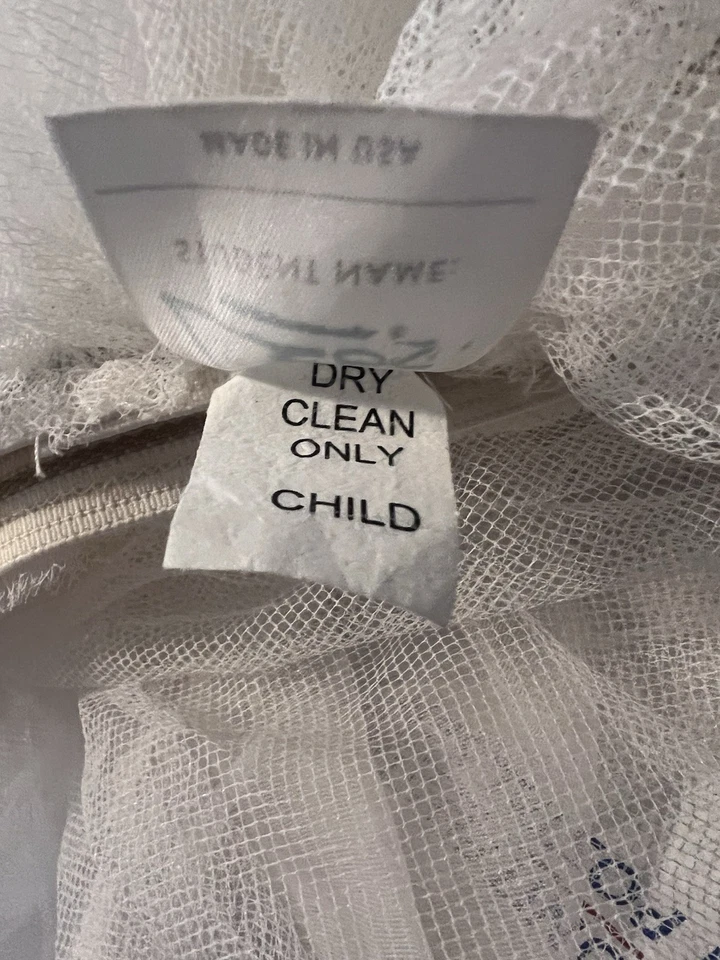 MADE IN USA
STUDENT NAME:
DRY
CLEAN
ONLY
CHILD